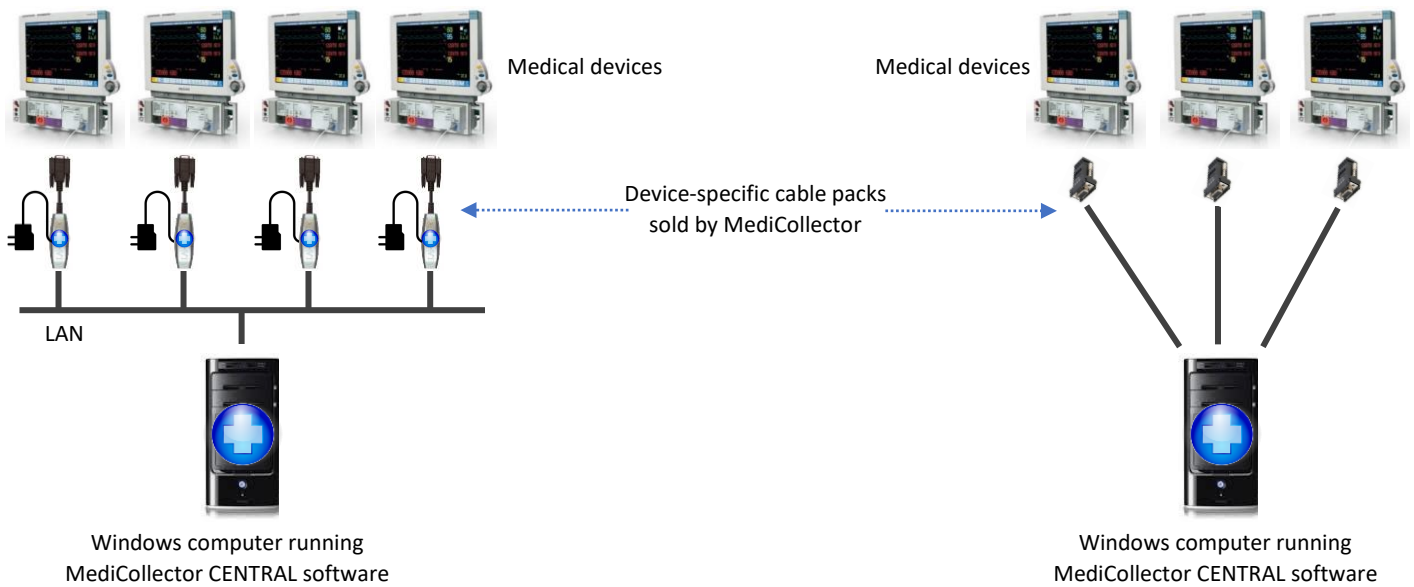 Medical devices
Medical devices
Device-specific cable packs
sold by MediCollector
LAN
Windows computer running
MediCollector CENTRAL software
Windows computer running
MediCollector CENTRAL software